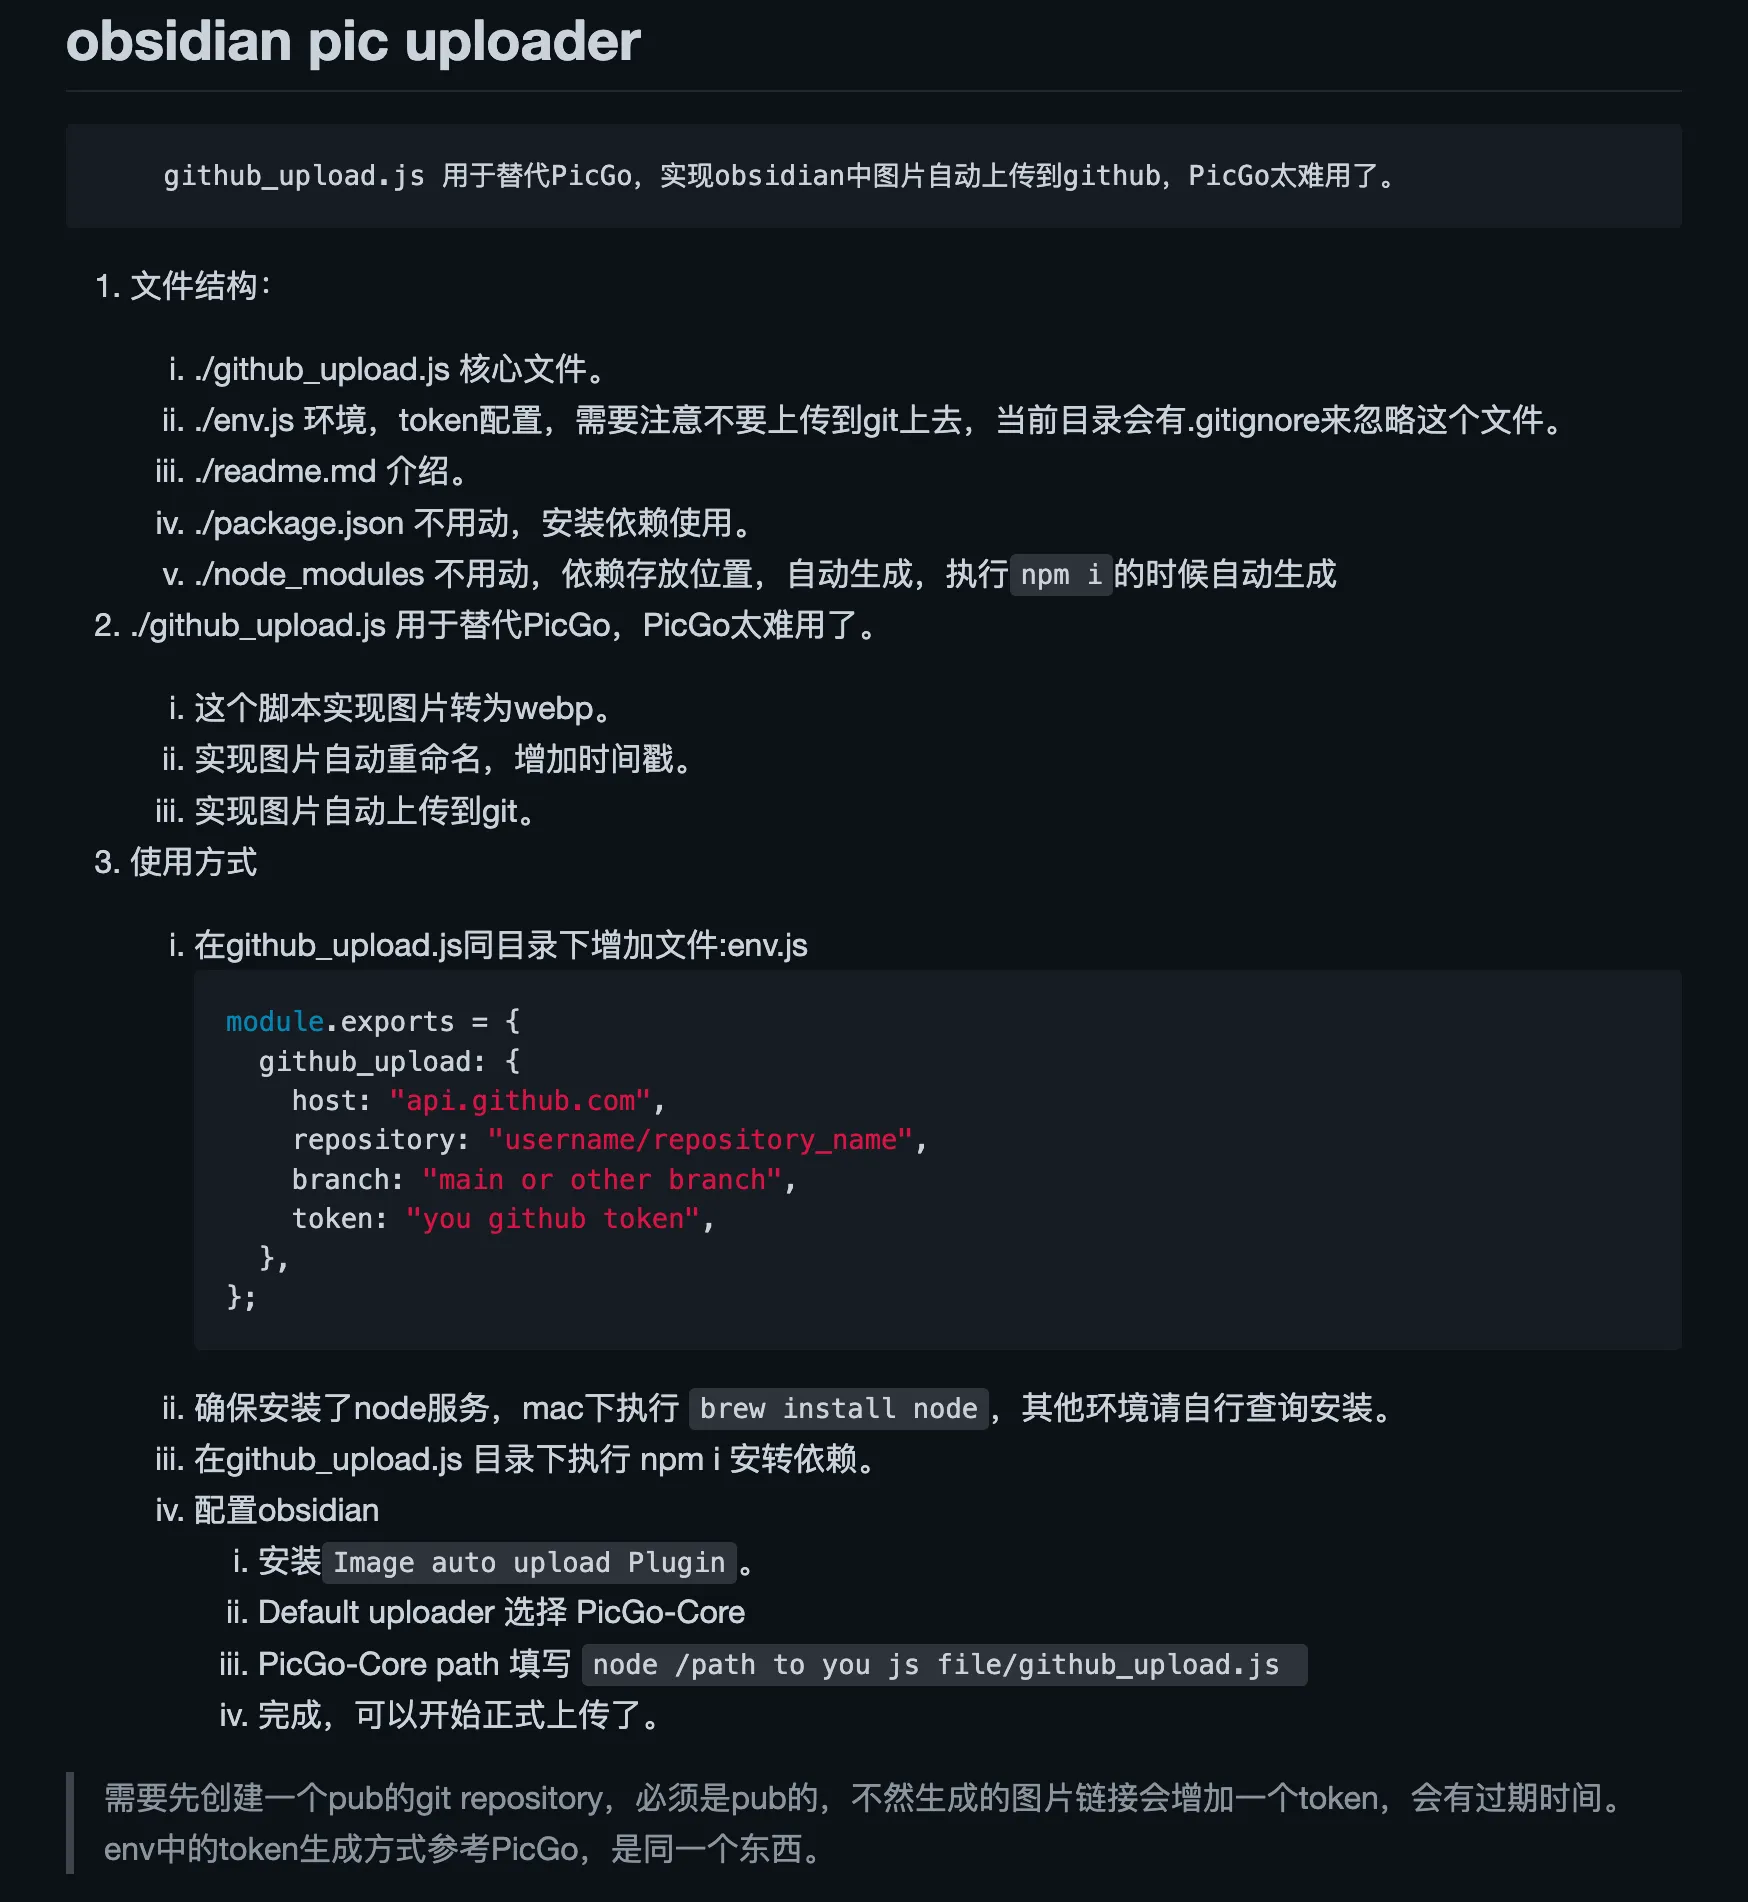 obsidian pic uploader
github_upload.js 用于替代PicGo，实现obsidian中图片自动上传到github，PicGo太难用了。
1. 文件结构：
i. ./github_upload.js 核心文件。
ii. ./env.js 环境，token配置，需要注意不要上传到git上去，当前目录会有.gitignore来忽略这个文件。
iii. ./readme.md 介绍。
iv. ./package.json 不用动，安装依赖使用。
v. ./node_modules 不用动，依赖存放位置，自动生成，执行npm i的时候自动生成
2. ./github_upload.js 用于替代PicGo，PicGo太难用了。
i. 这个脚本实现图片转为webp。
ii. 实现图片自动重命名，增加时间戳。
iii. 实现图片自动上传到git。
3. 使用方式
i. 在github_upload.js同目录下增加文件:env.js
module.exports = {
  github_upload: {
    host: "api.github.com",
    repository: "username/repository_name",
    branch: "main or other branch",
    token: "you github token",
  },
};
ii. 确保安装了node服务，mac下执行 brew install node，其他环境请自行查询安装。
iii. 在github_upload.js 目录下执行 npm i 安转依赖。
iv. 配置obsidian
i. 安装Image auto upload Plugin。
ii. Default uploader 选择 PicGo-Core
iii. PicGo-Core path 填写 node /path to you js file/github_upload.js
iv. 完成，可以开始正式上传了。
需要先创建一个pub的git repository，必须是pub的，不然生成的图片链接会增加一个token，会有过期时间。
env中的token生成方式参考PicGo，是同一个东西。